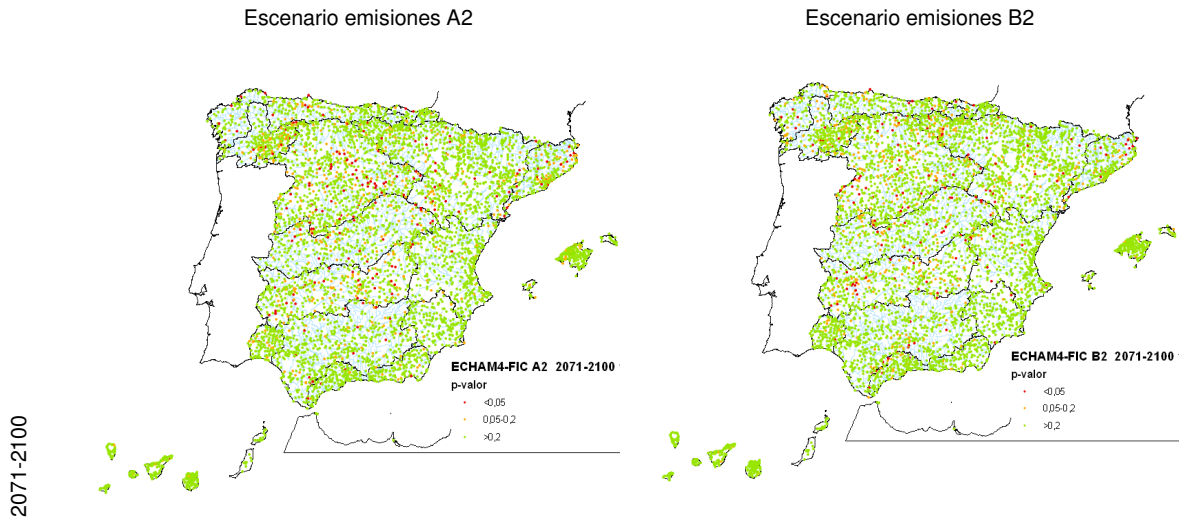 Escenario emisiones A2
Escenario emisiones B2
ECHAM4-FIC A2 2071-2100
p-valor
<0,05
0,05-0,2
>0,2
ECHAM4-FIC B2 2071-2100
p-valor
<0,05
0,05-0,2
>0,2
2071-2100